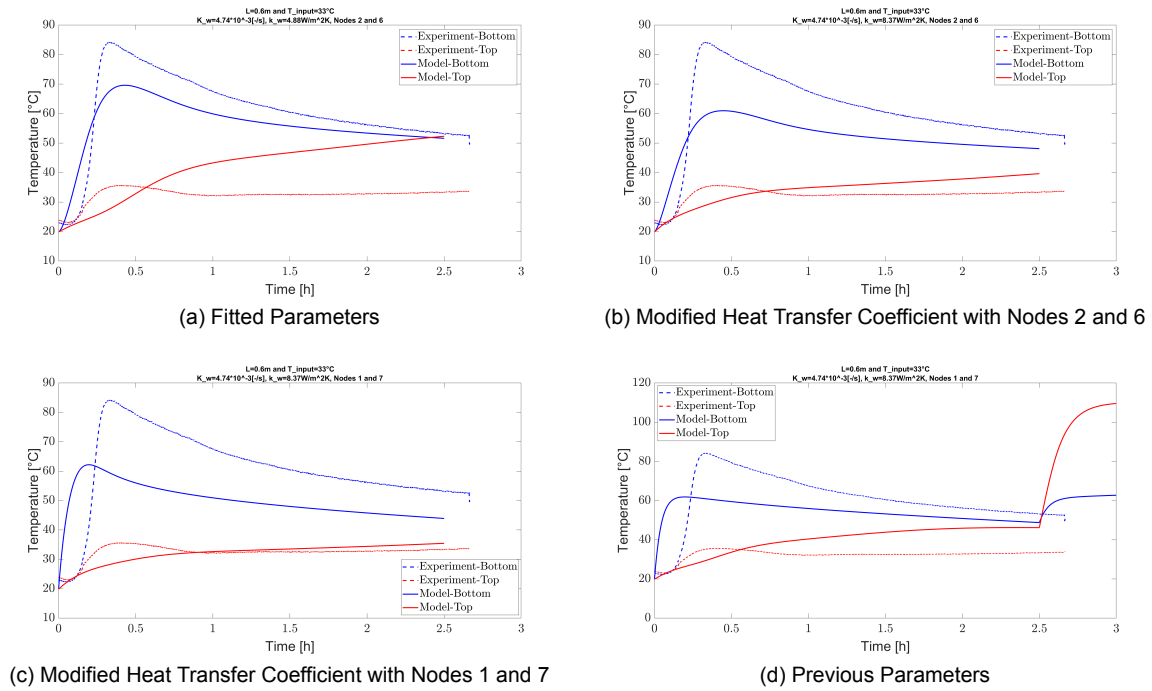 L=0.6m and T_input=33°C
K_w=4.74*10^-3[-/s], k_w=4.88W/m^2K, Nodes 2 and 6
90
80
70
60
50
40
30
20
10
Temperature [°C]
Experiment-Bottom
Experiment-Top
Model-Bottom
Model-Top
0
0.5
1
1.5
2
2.5
3
Time [h]
(a) Fitted Parameters
L=0.6m and T_input=33°C
K_w=4.74*10^-3[-/s], k_w=8.37W/m^2K, Nodes 2 and 6
90
80
70
60
50
40
30
20
10
Temperature [°C]
Experiment-Bottom
Experiment-Top
Model-Bottom
Model-Top
0
0.5
1
1.5
2
2.5
3
Time [h]
(b) Modified Heat Transfer Coefficient with Nodes 2 and 6
L=0.6m and T_input=33°C
K_w=4.74*10^-3[-/s], k_w=8.37W/m^2K, Nodes 1 and 7
90
80
70
60
50
40
30
20
10
Temperature [°C]
Experiment-Bottom
Experiment-Top
Model-Bottom
Model-Top
0
0.5
1
1.5
2
2.5
3
Time [h]
(c) Modified Heat Transfer Coefficient with Nodes 1 and 7
L=0.6m and T_input=33°C
K_w=4.74*10^-3[-/s], k_w=8.37W/m^2K, Nodes 1 and 7
120
100
80
60
40
20
0
Temperature [°C]
Experiment-Bottom
Experiment-Top
Model-Bottom
Model-Top
0
0.5
1
1.5
2
2.5
3
Time [h]
(d) Previous Parameters